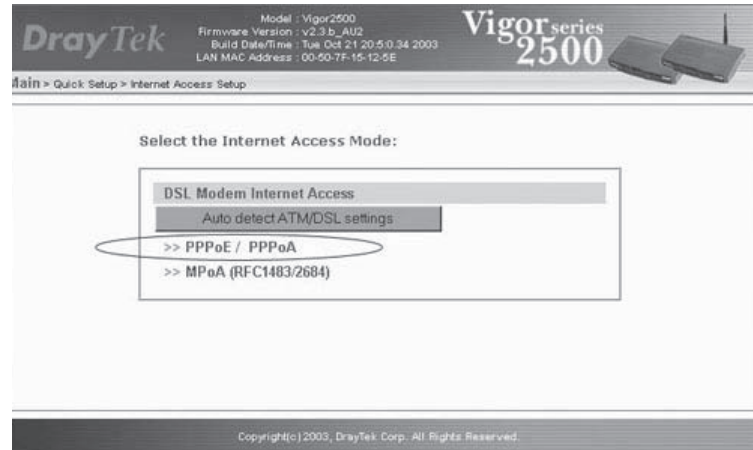 DrayTek
Model : Vigor2500
Firmware Version : v2.3.b_AU2
Build Date/Time : Tue Oct 21 20:5:0.34 2003
LAN MAC Address : 00-50-7F-15-12-5E
Vigor series
2500
Main > Quick Setup > Internet Access Setup
Select the Internet Access Mode:
DSL Modem Internet Access
Auto detect ATM/DSL settings
>> PPPoE / PPPoA
>> MPoA (RFC1483/2684)
Copyright(c) 2003, DrayTek Corp. All Rights Reserved.